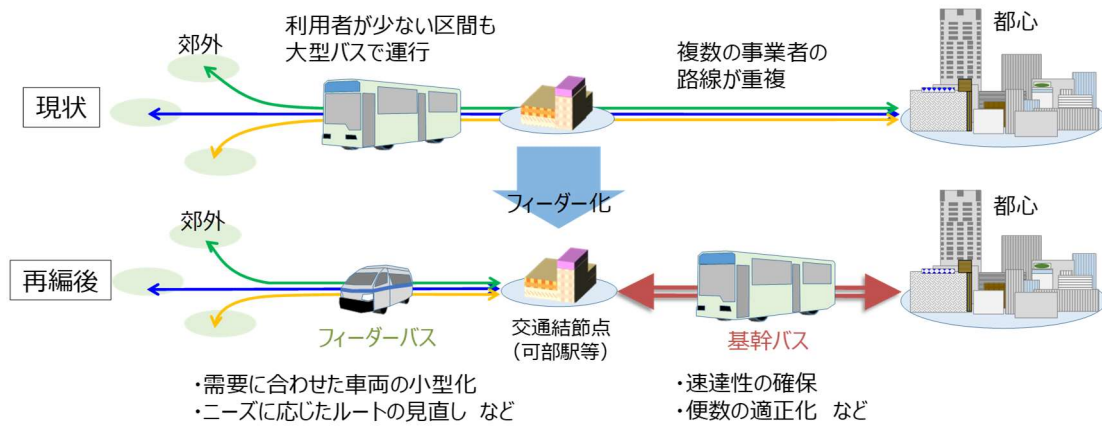 利用者が少ない区間も
大型バスで運行
郊外
複数の事業者の
路線が重複
都心
現状
フィーダー化
郊外
都心
再編後
フィーダーバス
交通結節点
（可部駅等）
基幹バス
・需要に合わせた車両の小型化
・ニーズに応じたルートの見直し など
・速達性の確保
・便数の適正化 など